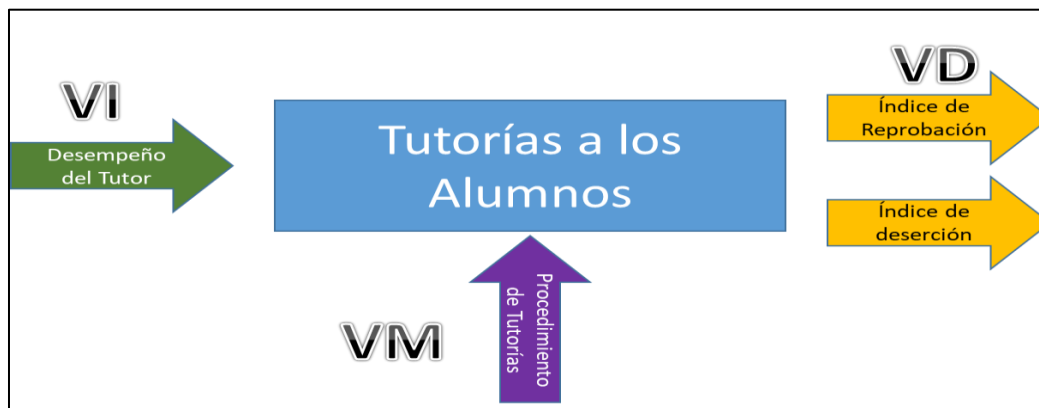 VI
Desempeño
del Tutor
Tutorías a los
Alumnos
VD
Índice de
Reprobación
Índice de
deserción
VM
Procedimiento
de Tutorías